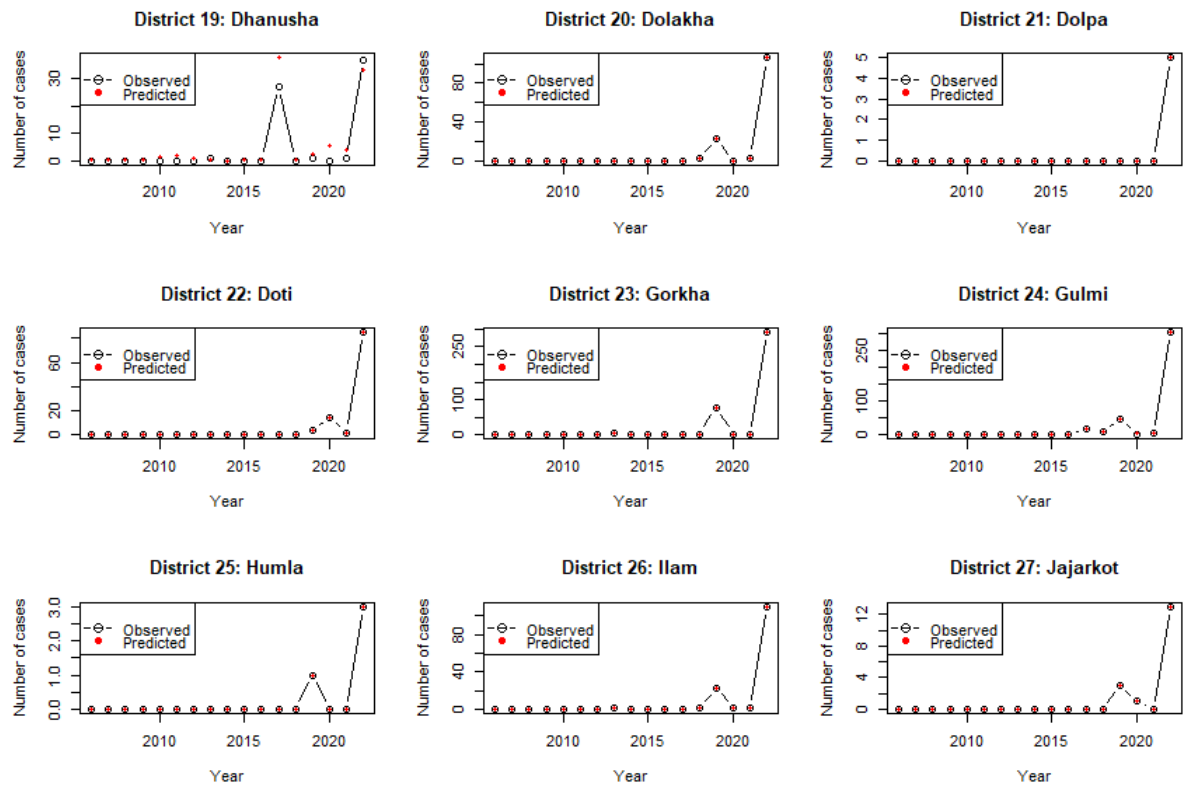 District 19: Dhanusha
Number of cases
30
10
0
Observed
Predicted
2010 2015 2020
Year
District 20: Dolakha
Number of cases
80
40
0
Observed
Predicted
2010 2015 2020
Year
District 21: Dolpa
Number of cases
5
4
3
2
1
0
Observed
Predicted
2010 2015 2020
Year
District 22: Doti
Number of cases
60
20
0
Observed
Predicted
2010 2015 2020
Year
District 23: Gorkha
Number of cases
250
100
0
Observed
Predicted
2010 2015 2020
Year
District 24: Gulmi
Number of cases
250
100
0
Observed
Predicted
2010 2015 2020
Year
District 25: Humla
Number of cases
3.0
2.0
1.0
0.0
Observed
Predicted
2010 2015 2020
Year
District 26: Ilam
Number of cases
80
40
0
Observed
Predicted
2010 2015 2020
Year
District 27: Jajarkot
Number of cases
12
8
4
0
Observed
Predicted
2010 2015 2020
Year